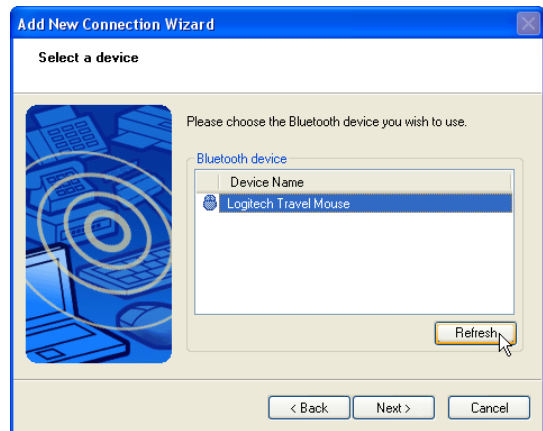 Add New Connection Wizard
Select a device
Please choose the Bluetooth device you wish to use.
Bluetooth device
Device Name
Logitech Travel Mouse
Refresh
< Back
Next >
Cancel